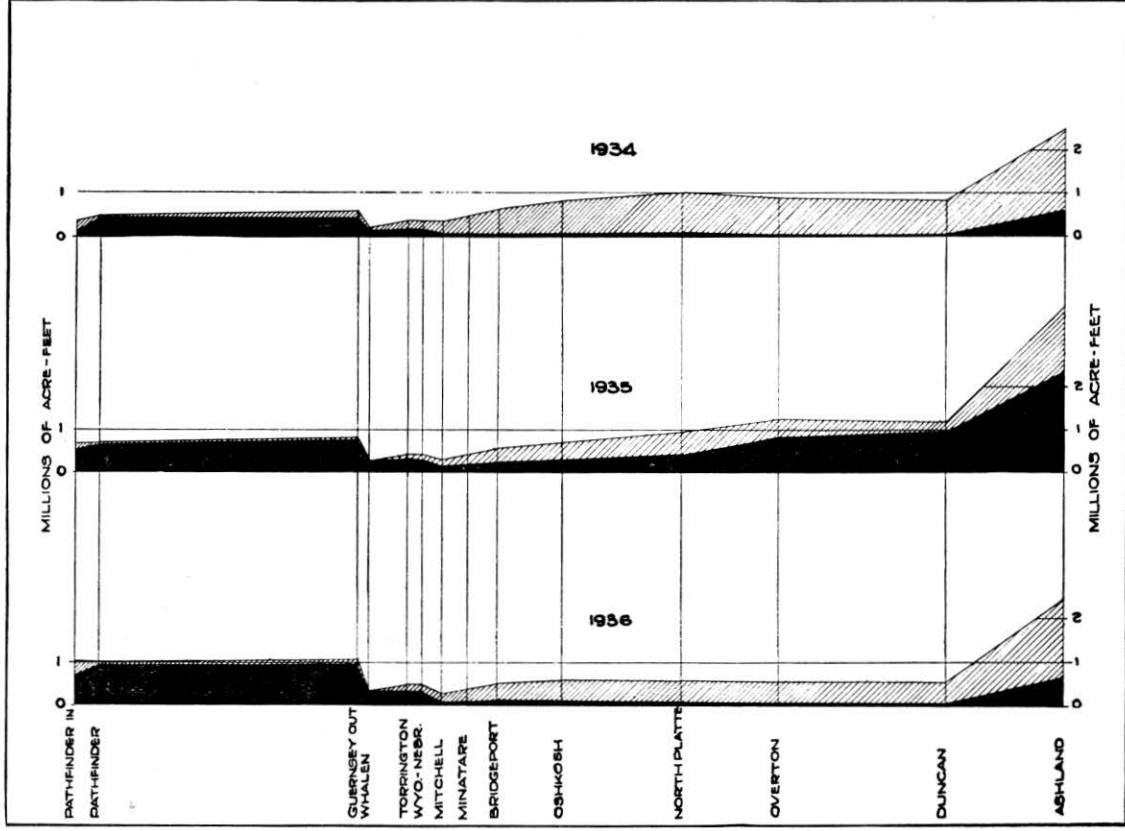 1934
1
0
2
1
0
1935
1
0
2
1
0
1936
1
0
2
1
0
MILLIONS OF ACRE-FEET
MILLIONS OF ACRE-FEET
PATHFINDER IN
PATHFINDER
GUERNSEY OUT
WHALEN
TORRINGTON
WYO.-NEBR.
MITCHELL
MINATARE
BRIDGEPORT
OSHKOSH
NORTH PLATTE
OVERTON
DUNCAN
ASHLAND